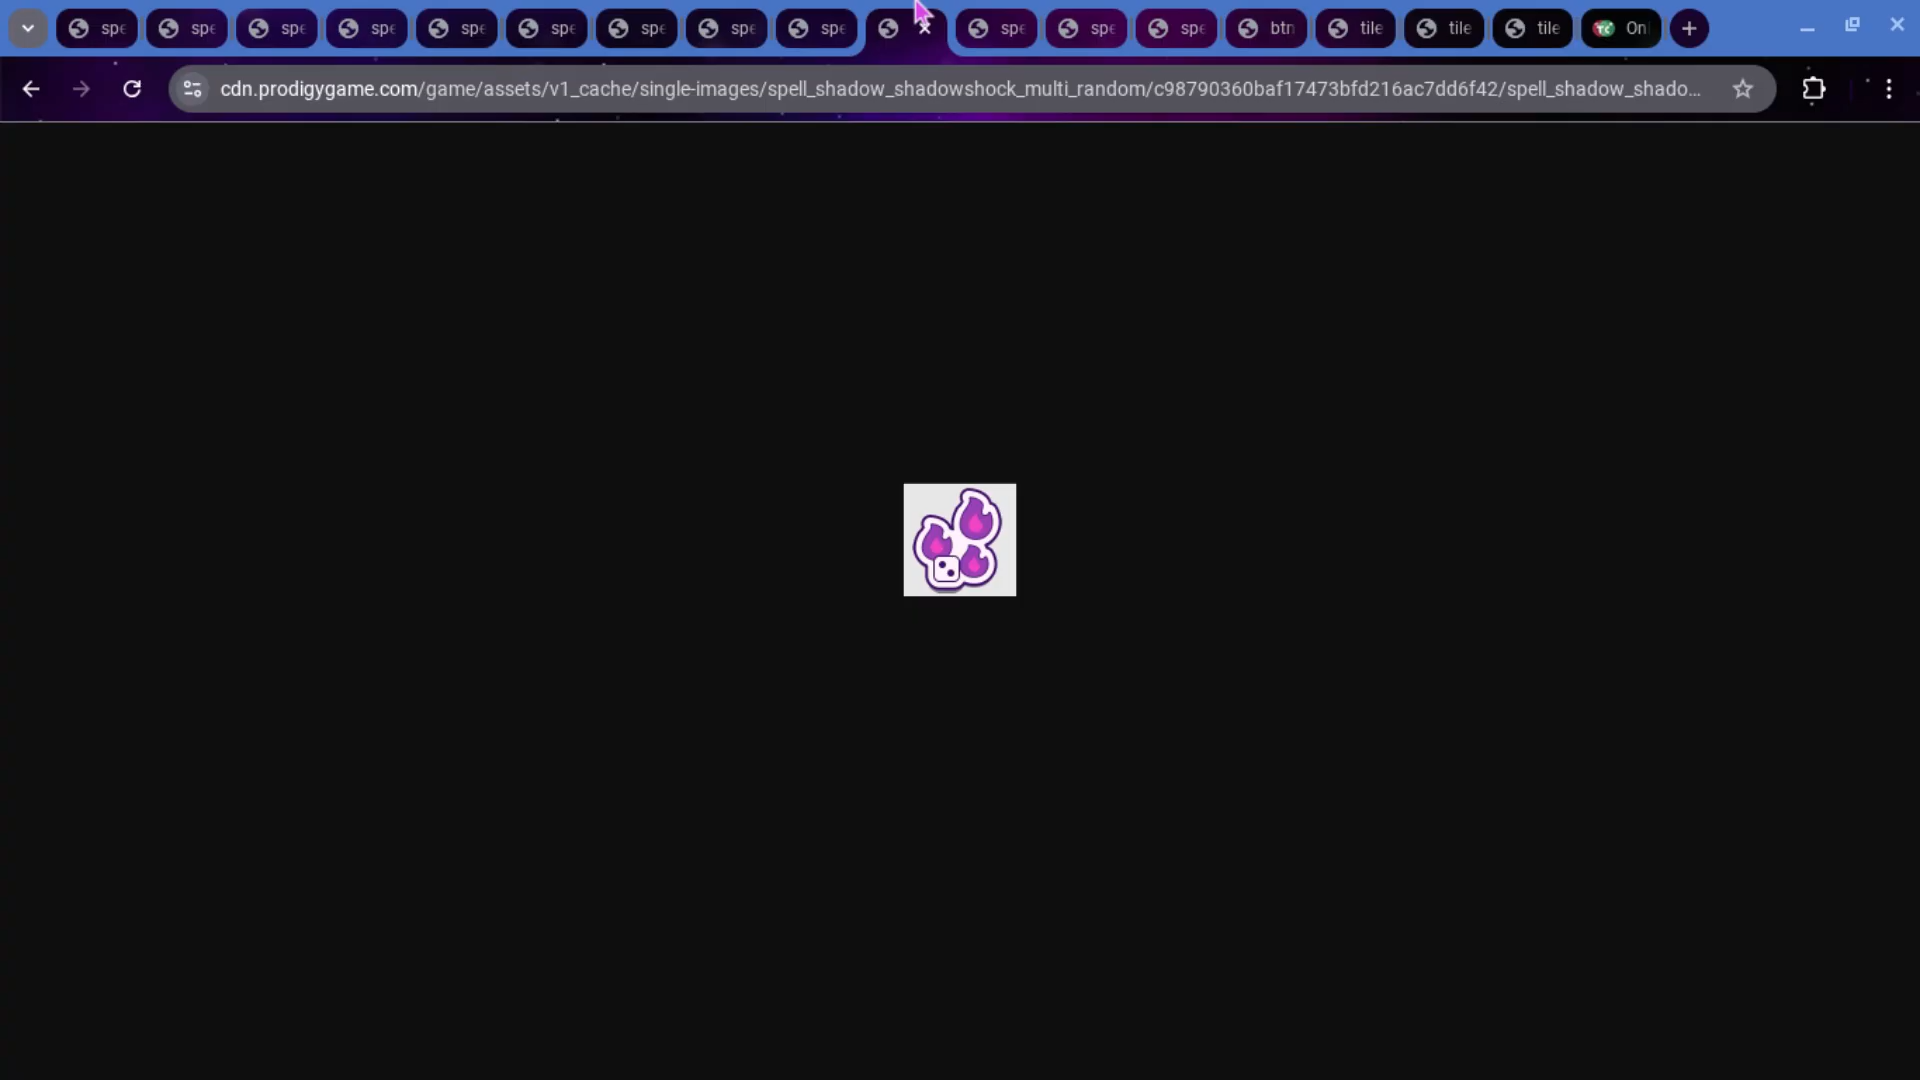 spe spe spe spe spe spe spe spe spe spe spe spe btn tile tile tile On
cdn.prodigygame.com/game/assets/v1_cache/single-images/spell_shadow_shadowshock_multi_random/c98790360baf17473bfd216ac7dd6f42/spell_shadow_shado...